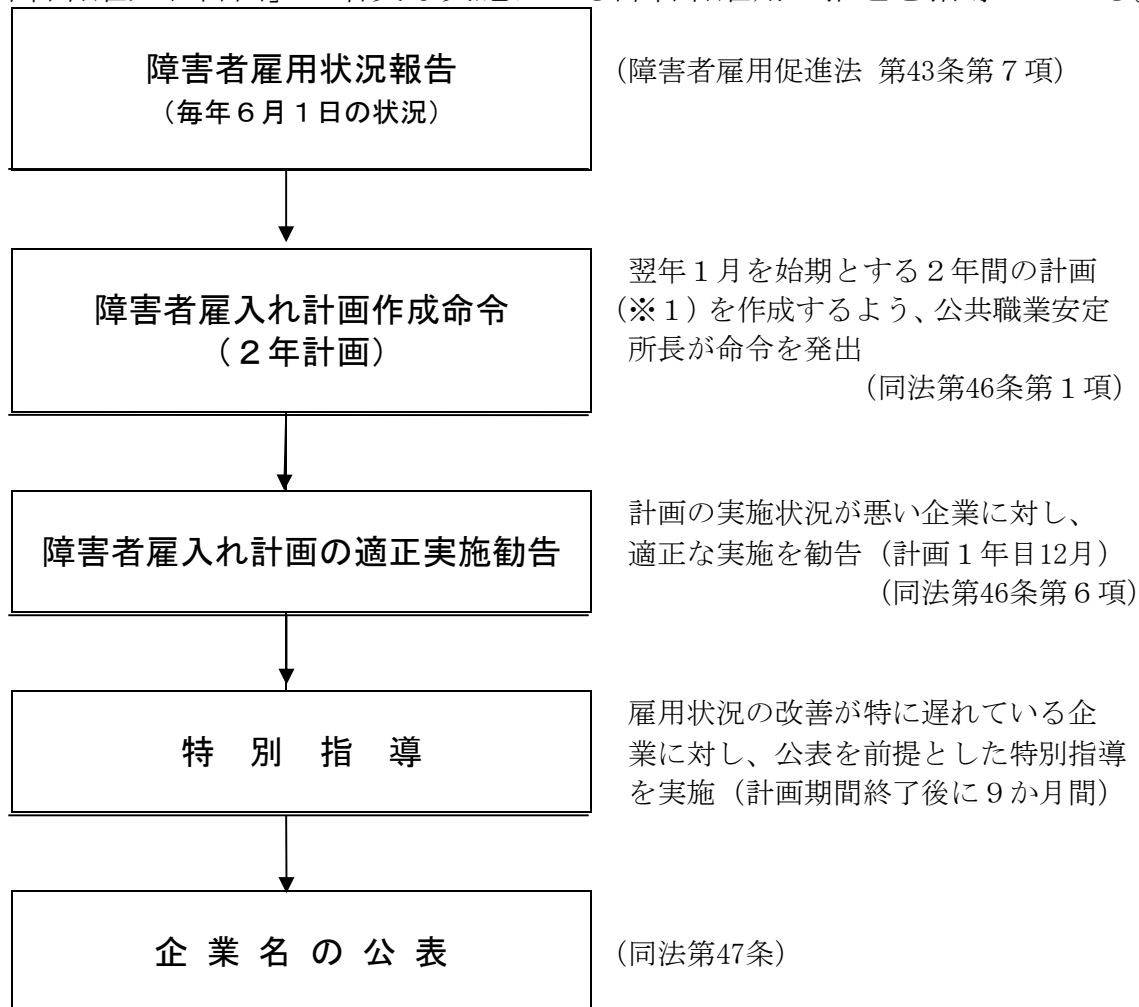 障害者雇用状況報告
（毎年６月１日の状況）
（障害者雇用促進法 第43条第７項）
障害者雇入れ計画作成命令
（２年計画）
翌年１月を始期とする２年間の計画
（※１）を作成するよう、公共職業安定
所長が命令を発出
（同法第46条第１項）
障害者雇入れ計画の適正実施勧告
計画の実施状況が悪い企業に対し、
適正な実施を勧告（計画１年目12月）
（同法第46条第６項）
特 別 指 導
雇用状況の改善が特に遅れている企
業に対し、公表を前提とした特別指導
を実施（計画期間終了後に９か月間）
企 業 名 の 公 表
（同法第47条）